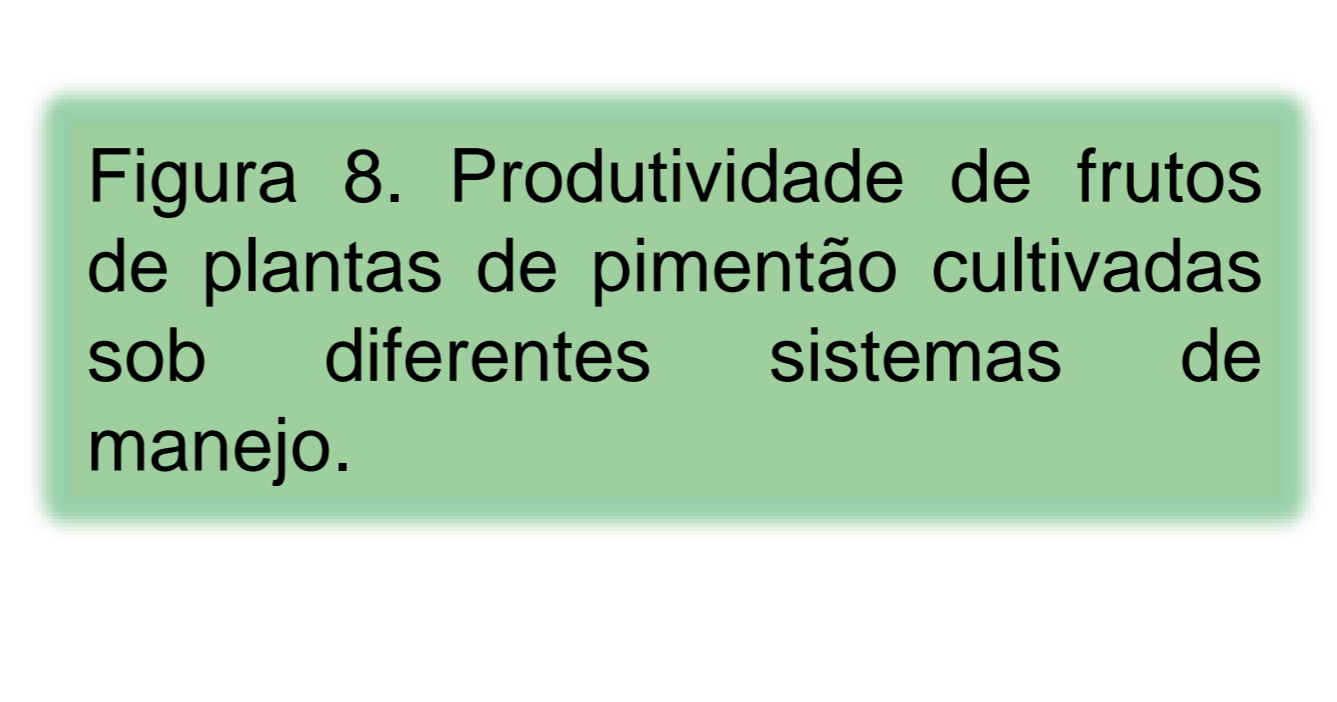 Figura 8. Produtividade de frutos
de plantas de pimentão cultivadas
sob diferentes sistemas de
manejo.